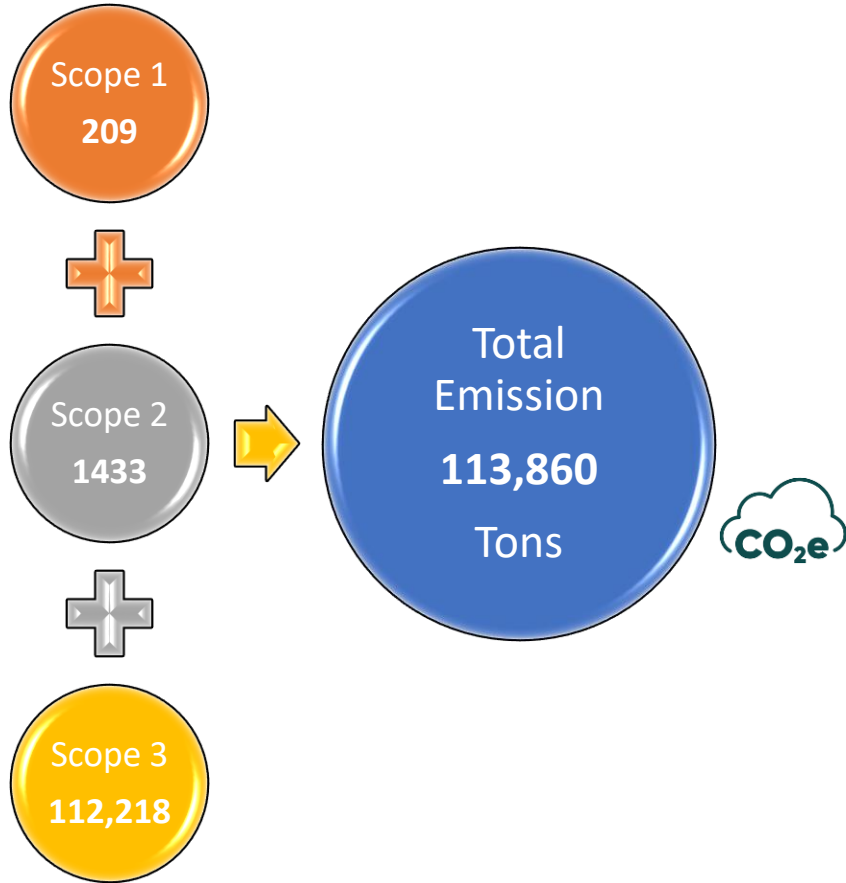 Scope 1
209
Scope 2
1433
Scope 3
112,218
Total
Emission
113,860
Tons
CO₂e